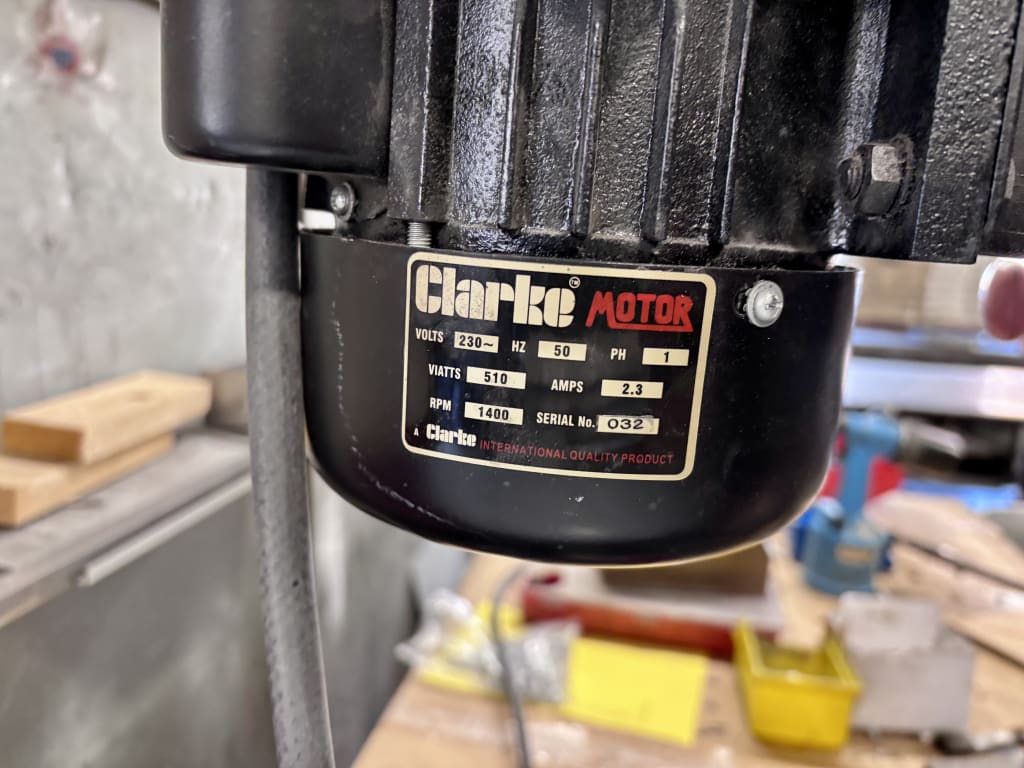 Clarke™ MOTOR
VOLTS 230~ HZ 50 PH 1
VIATTS 510 AMPS 2.3
RPM 1400 SERIAL No. 032
A Clarke INTERNATIONAL QUALITY PRODUCT